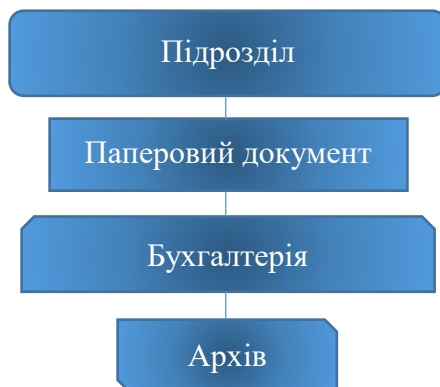 Підрозділ
Паперовий документ
Бухгалтерія
Архів